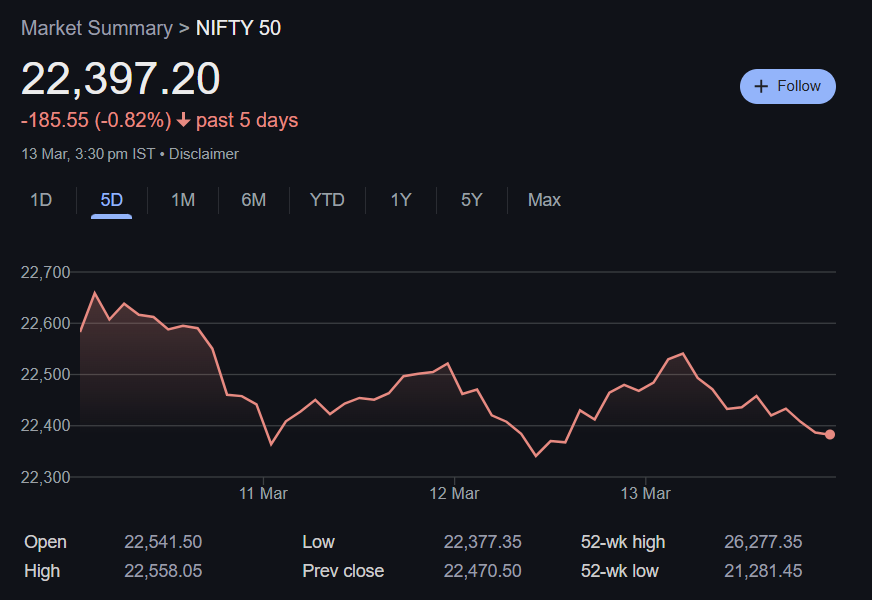 Market Summary > NIFTY 50
22,397.20
+ Follow
-185.55 (-0.82%) ↓ past 5 days
13 Mar, 3:30 pm IST • Disclaimer
1D 5D 1M 6M YTD 1Y 5Y Max
22,700
22,600
22,500
22,400
22,300
11 Mar 12 Mar 13 Mar
Open 22,541.50 Low 22,377.35 52-wk high 26,277.35
High 22,558.05 Prev close 22,470.50 52-wk low 21,281.45